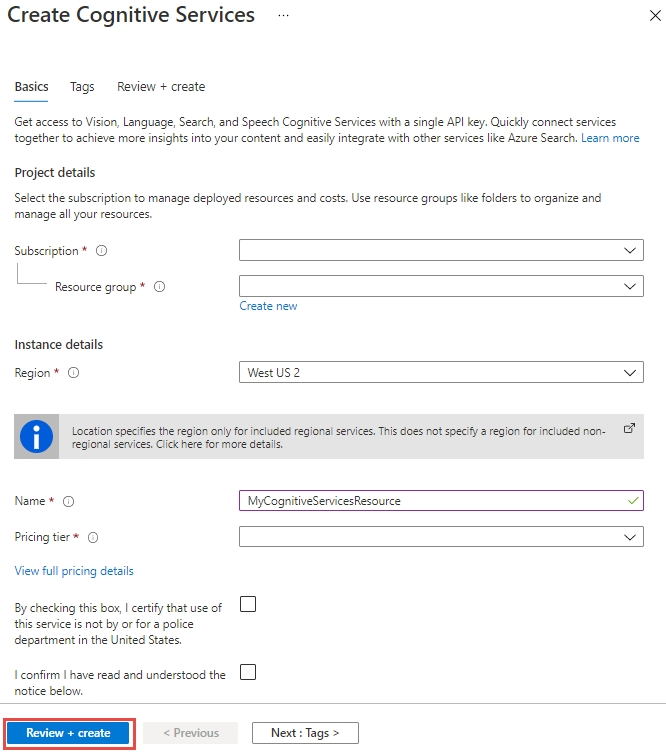 Create Cognitive Services ...
Basics Tags Review + create
Get access to Vision, Language, Search, and Speech Cognitive Services with a single API key. Quickly connect services
together to achieve more insights into your content and easily integrate with other services like Azure Search. Learn more
Project details
Select the subscription to manage deployed resources and costs. Use resource groups like folders to organize and
manage all your resources.
Subscription *
Resource group *
Create new
Instance details
Region * West US 2
Location specifies the region only for included regional services. This does not specify a region for included non-
regional services. Click here for more details.
Name * MyCognitiveServicesResource
Pricing tier *
View full pricing details
By checking this box, I certify that use of
this service is not by or for a police
department in the United States.
I confirm I have read and understood the
notice below.
Review + create < Previous Next : Tags >